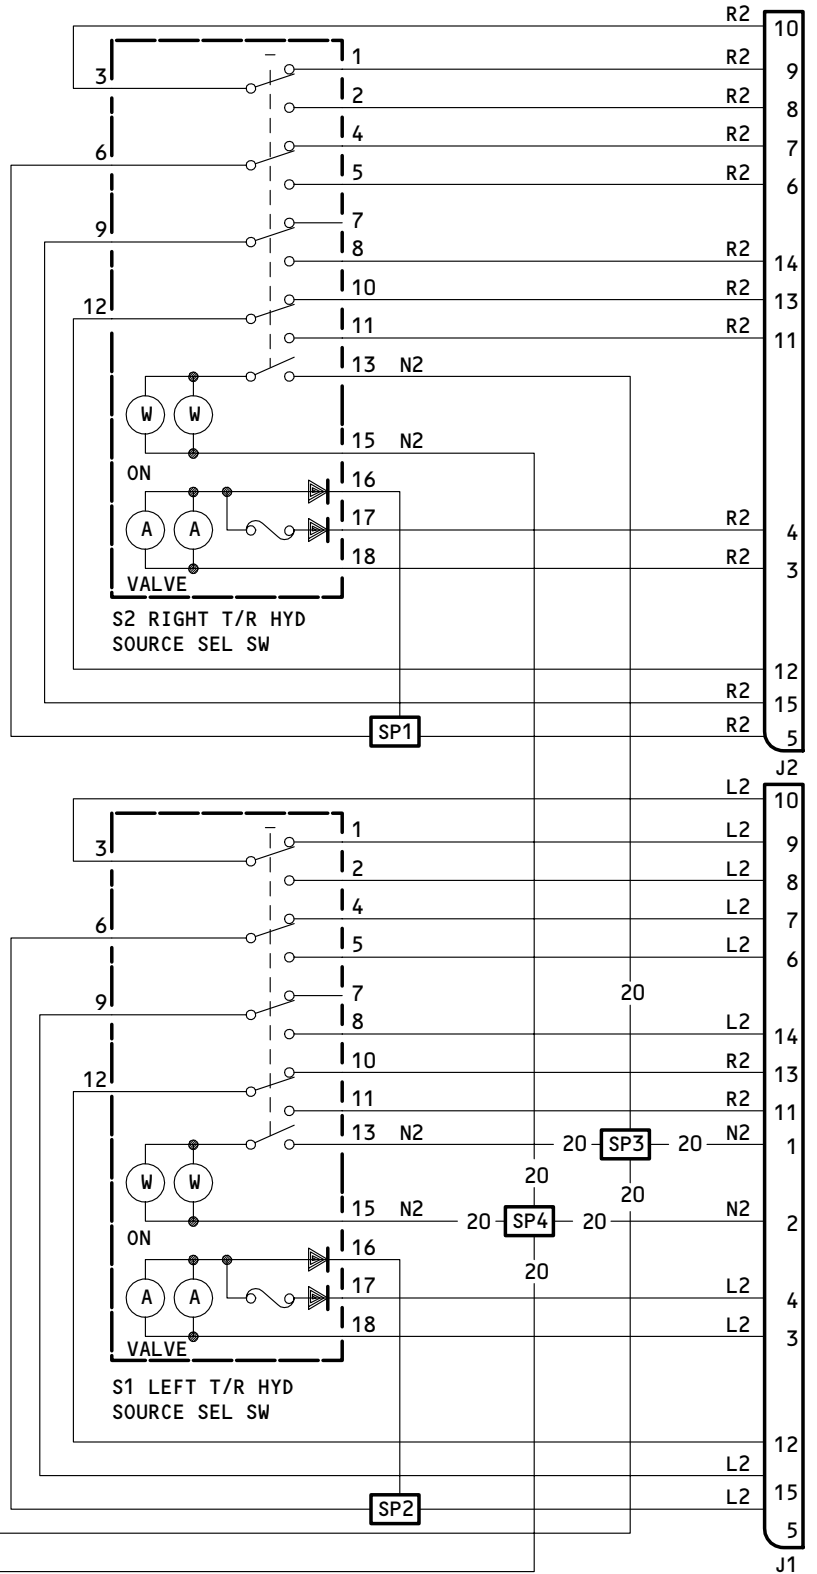 R2 10
1 R2 9
3
2 R2 8
4 R2 7
6
5 R2 6
7
9
8 R2 14
10 R2 13
12
11 R2 11
13 N2
W W
15 N2
ON
16
A A 17 R2 4
18 R2 3
VALVE
S2 RIGHT T/R HYD
SOURCE SEL SW
12
R2 15
SP1 R2 5
J2
L2 10
1 L2 9
3
2 L2 8
4 L2 7
6
5 L2 6
20
7
9
8 L2 14
10 R2 13
12
11 R2 11
13 N2 20 SP3 20 N2 1
20
W W
20
15 N2 20 SP4 20 N2 2
ON
16
20
A A 17 L2 4
18 L2 3
VALVE
S1 LEFT T/R HYD
SOURCE SEL SW
12
L2 15
SP2 L2
5
J1